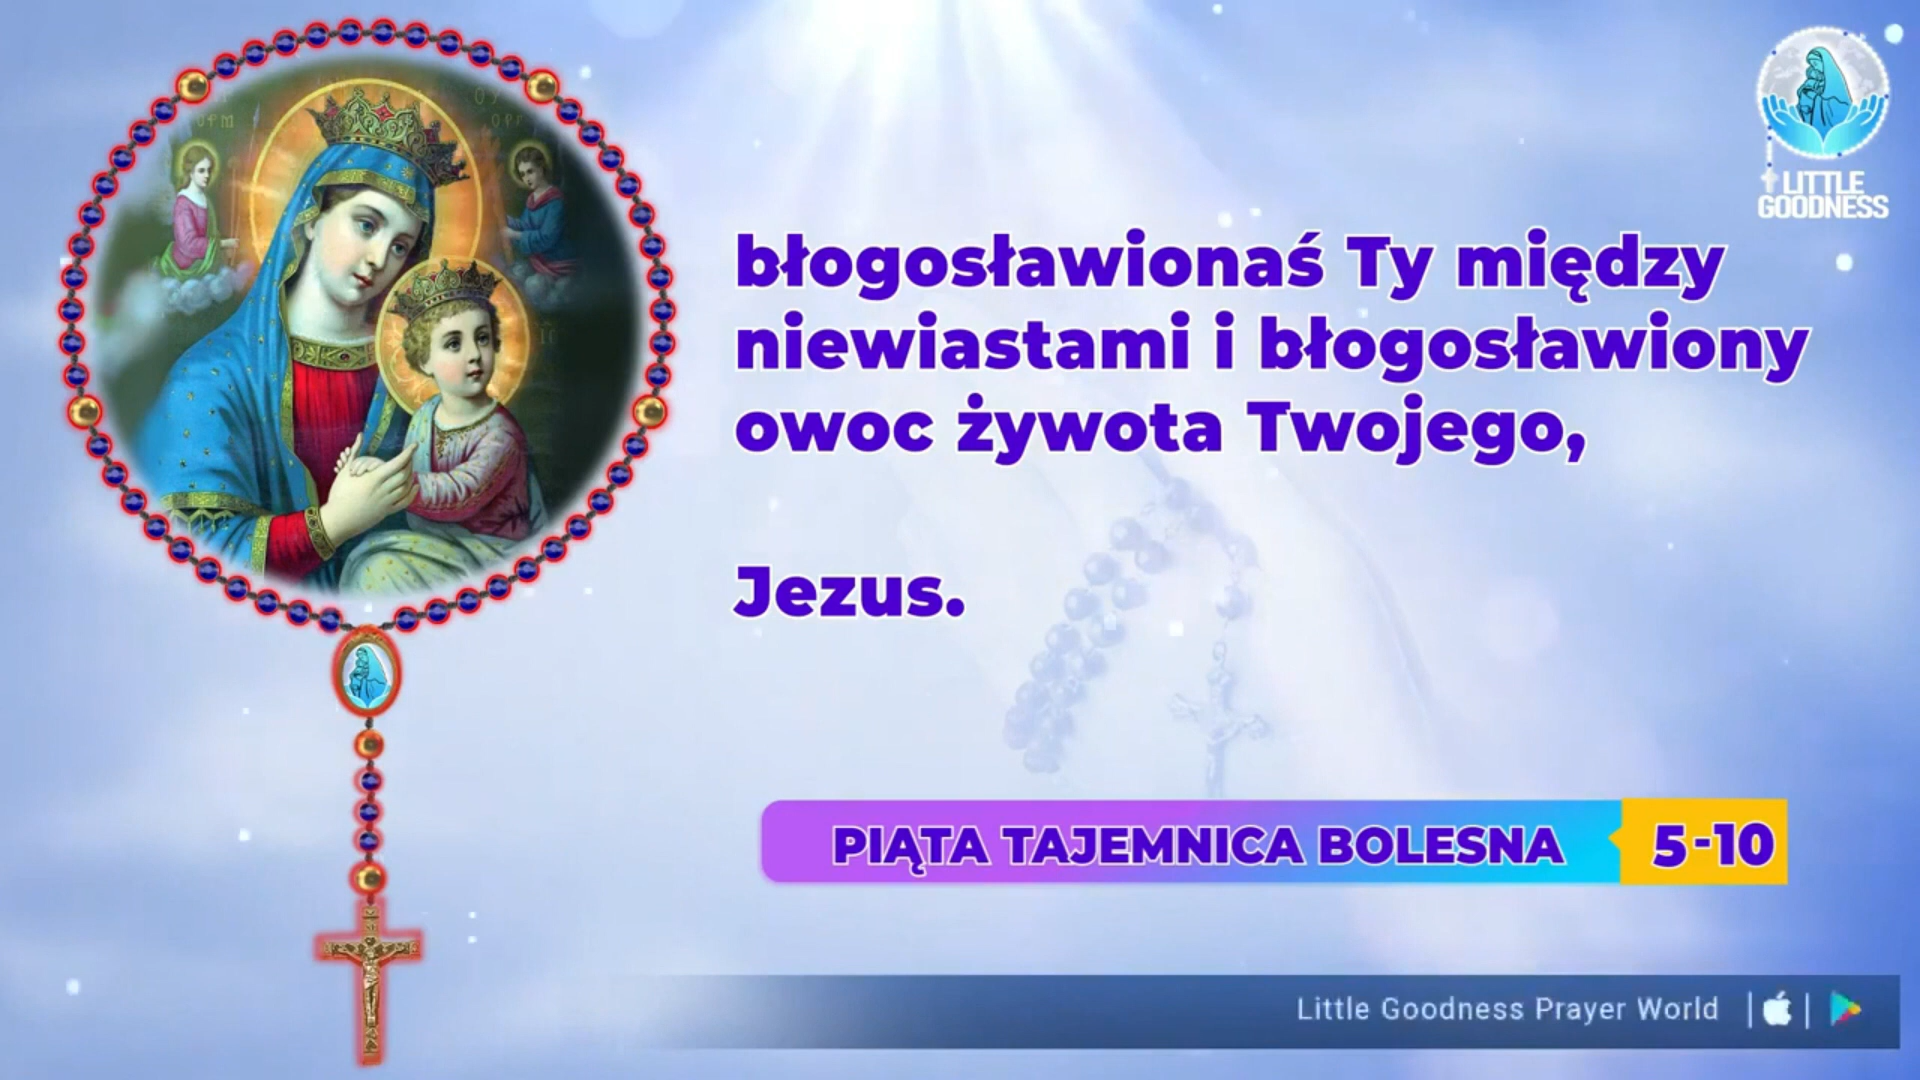 LITTLE
GOODNESS
błogosławionaś Ty między
niewiastami i błogosławiony
owoc żywota Twojego,
Jezus.
PIĄTA TAJEMNICA BOLESNA 5-10
Little Goodness Prayer World